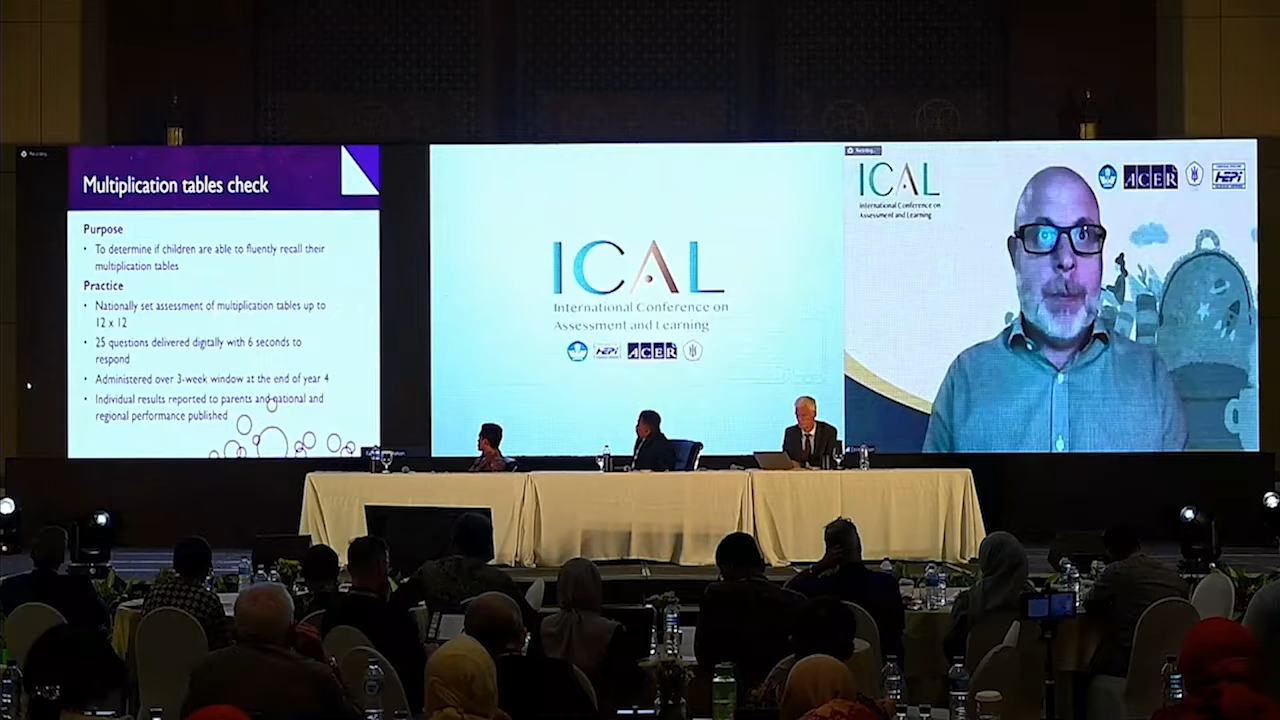 Multiplication tables check
Purpose
• To determine if children are able to fluently recall their
multiplication tables
Practice
• Nationally set assessment of multiplication tables up to
12 x 12
• 25 questions delivered digitally with 6 seconds to
respond
• Administered over 3-week window at the end of year 4
• Individual results reported to parents and national and
regional performance published
ICAL
International Conference on
Assessment and Learning
HEPI
ACER
ICAL
International Conference on
Assessment and Learning
ACER
HEPI